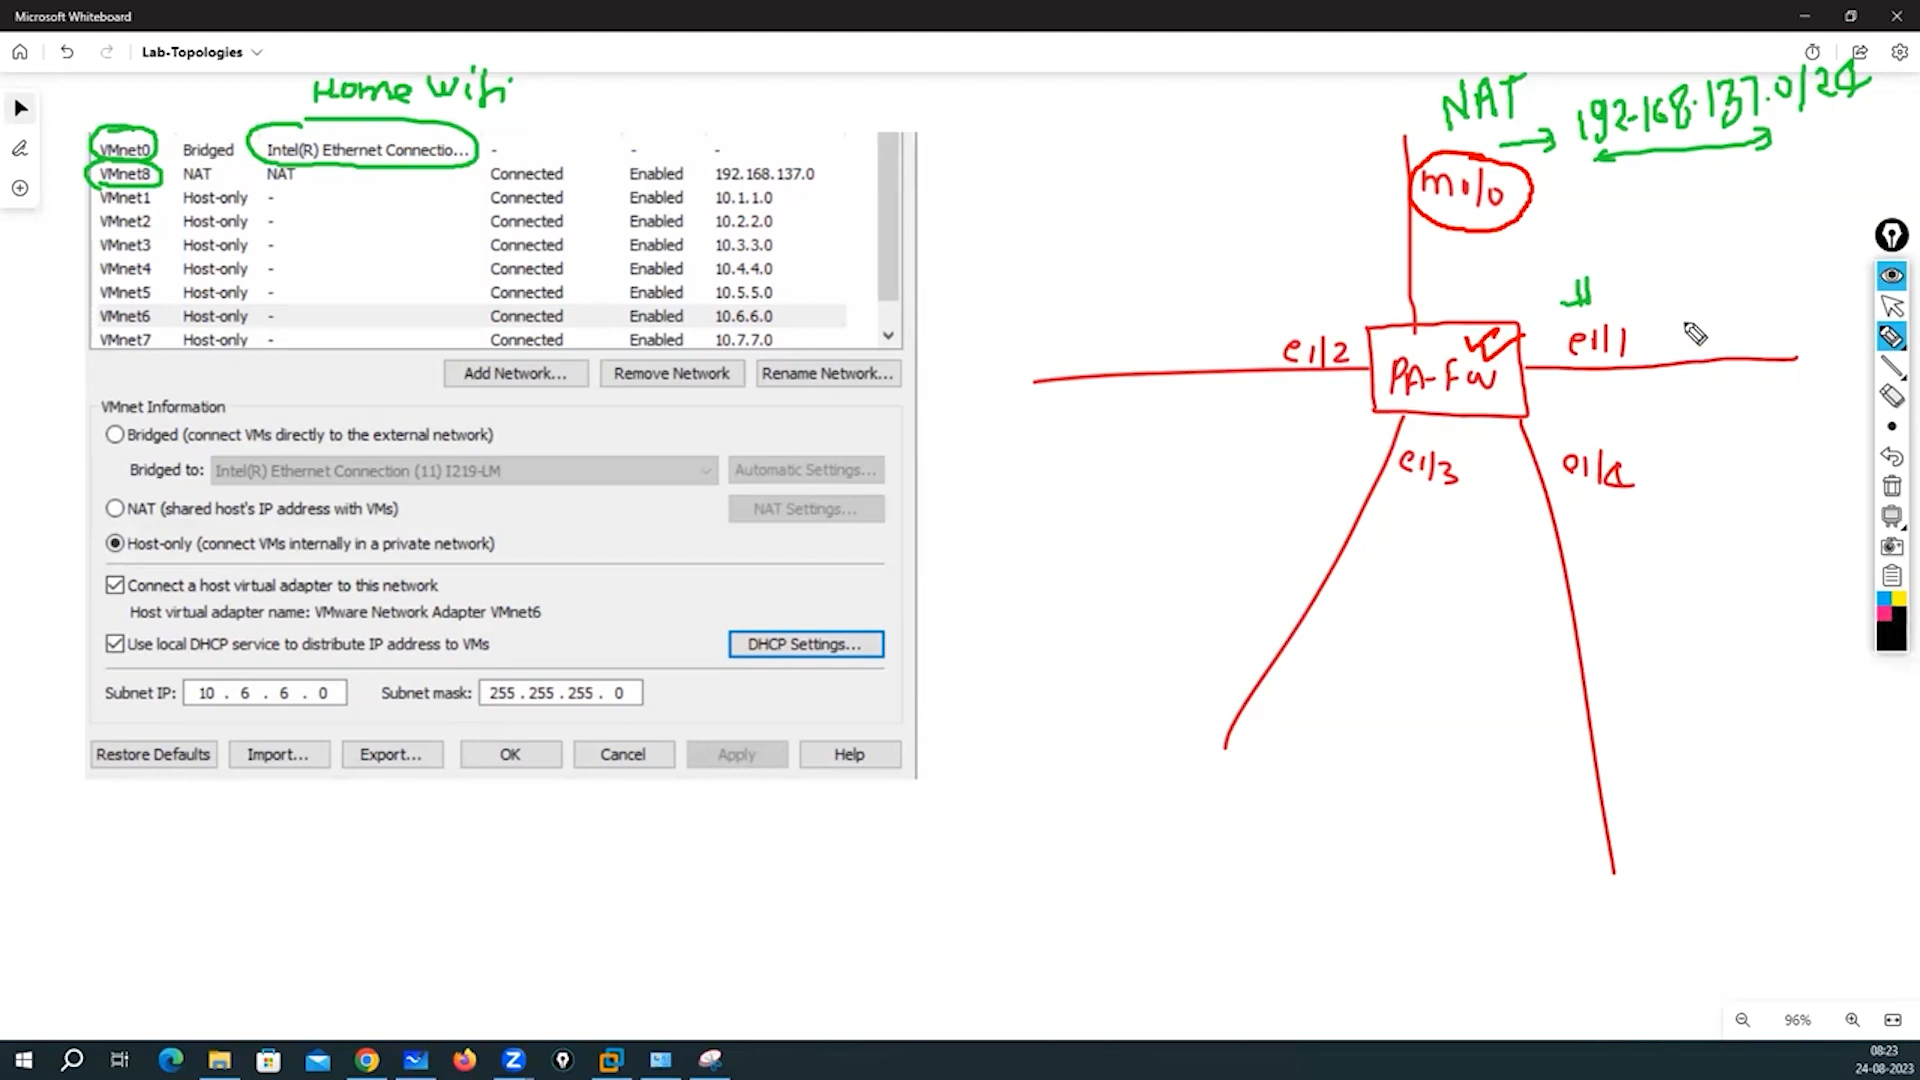 Microsoft Whiteboard
Lab-Topologies
Home Wifi
VMnet0 Bridged Intel(R) Ethernet Connectio... - - -
VMnet8 NAT NAT Connected Enabled 192.168.137.0
VMnet1 Host-only - Connected Enabled 10.1.1.0
VMnet2 Host-only - Connected Enabled 10.2.2.0
VMnet3 Host-only - Connected Enabled 10.3.3.0
VMnet4 Host-only - Connected Enabled 10.4.4.0
VMnet5 Host-only - Connected Enabled 10.5.5.0
VMnet6 Host-only - Connected Enabled 10.6.6.0
VMnet7 Host-only - Connected Enabled 10.7.7.0
Add Network... Remove Network Rename Network...
VMnet Information
Bridged (connect VMs directly to the external network)
Bridged to: Intel(R) Ethernet Connection (11) I219-LM Automatic Settings...
NAT (shared host's IP address with VMs) NAT Settings...
Host-only (connect VMs internally in a private network)
Connect a host virtual adapter to this network
Host virtual adapter name: VMware Network Adapter VMnet6
Use local DHCP service to distribute IP address to VMs DHCP Settings...
Subnet IP: 10 . 6 . 6 . 0 Subnet mask: 255 . 255 . 255 . 0
Restore Defaults Import... Export... OK Cancel Apply Help
NAT → 192.168.137.0/24
m0/0
e1/2 PA-FW e1/1
e1/3 e1/4
96%
08:23
24-08-2023